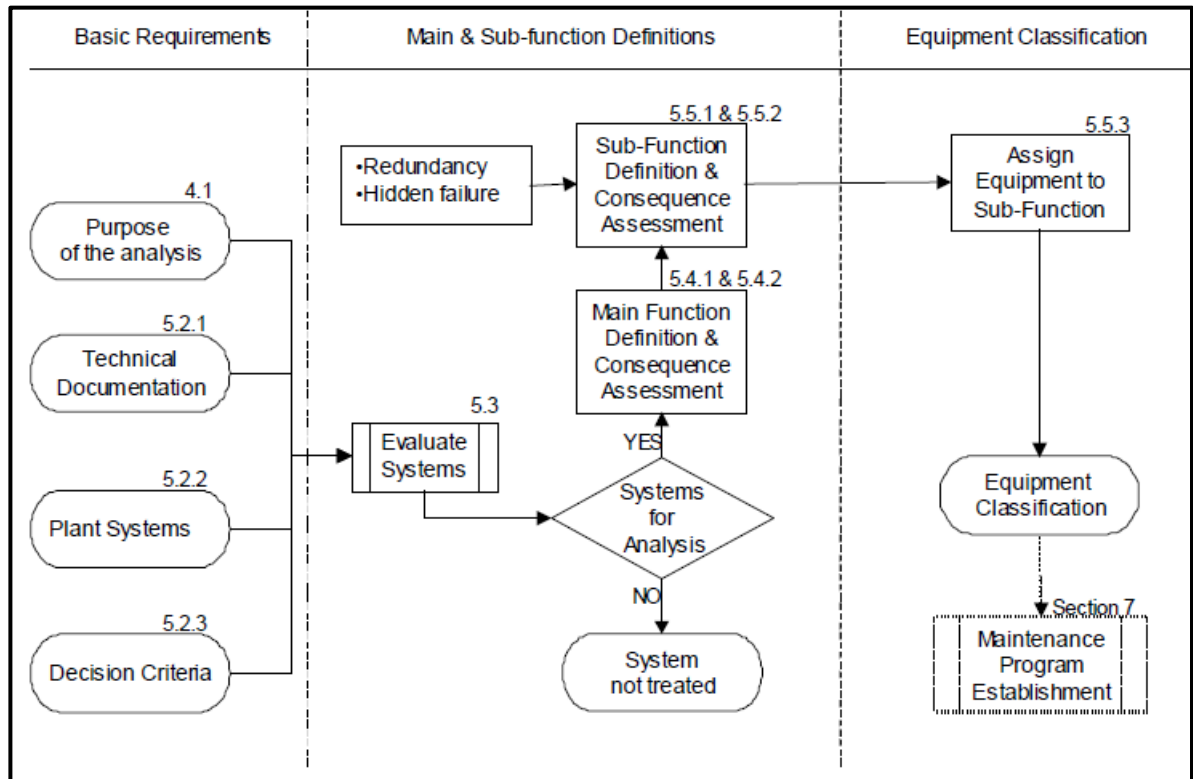 Basic Requirements
Main & Sub-function Definitions
Equipment Classification
4.1
Purpose
of the analysis
5.2.1
Technical
Documentation
5.2.2
Plant Systems
5.2.3
Decision Criteria
•Redundancy
•Hidden failure
5.5.1 & 5.5.2
Sub-Function
Definition &
Consequence
Assessment
5.4.1 & 5.4.2
Main Function
Definition &
Consequence
Assessment
5.3
Evaluate
Systems
YES
Systems
for
Analysis
NO
System
not treated
5.5.3
Assign
Equipment to
Sub-Function
Equipment
Classification
Section 7
Maintenance
Program
Establishment